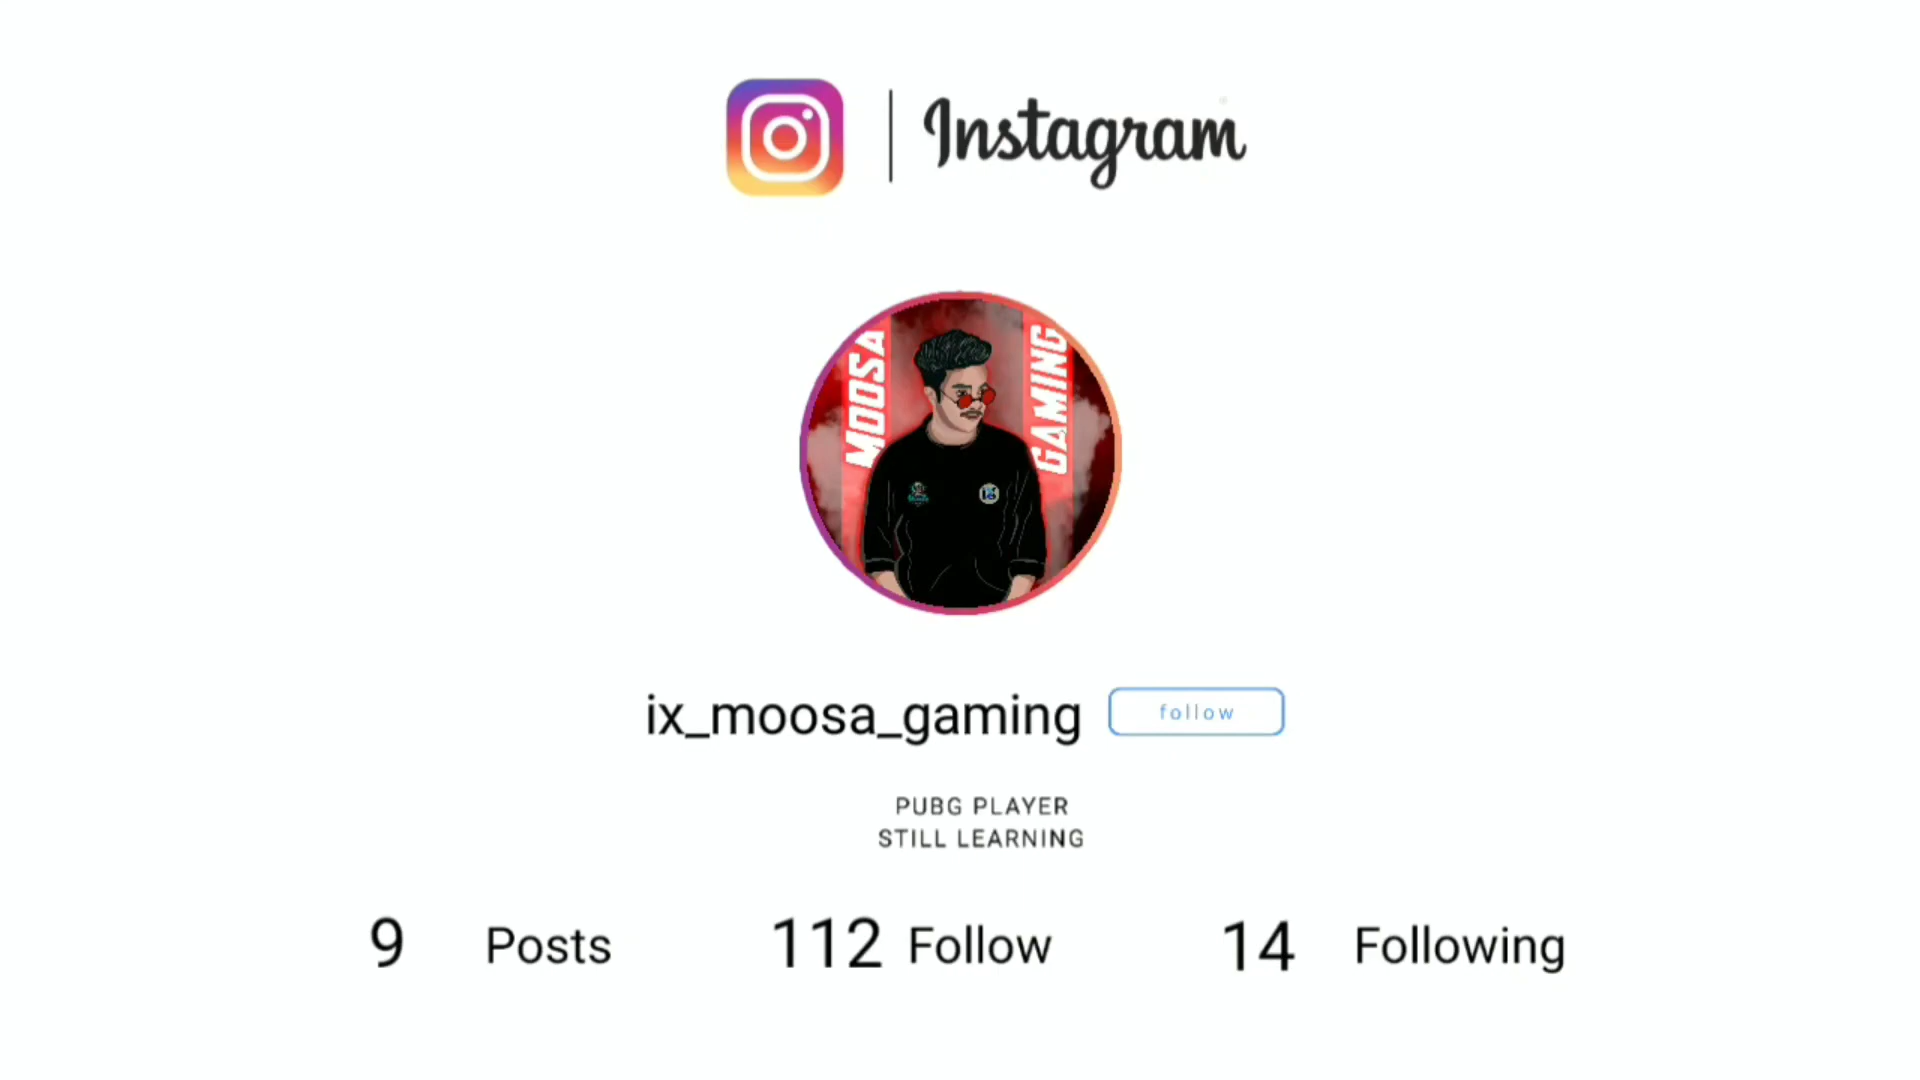 Instagram
MOOSA
GAMING
ix_moosa_gaming
follow
PUBG PLAYER
STILL LEARNING
9 Posts
112 Follow
14 Following